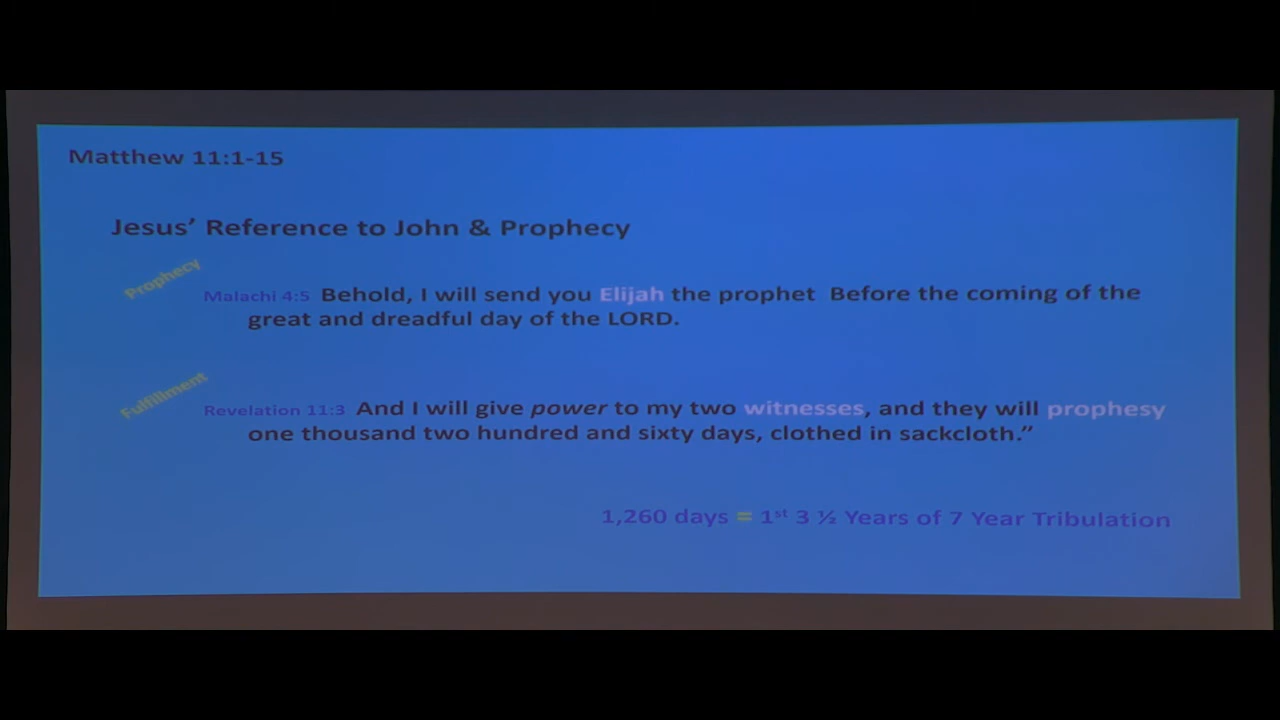 Matthew 11:1-15
Jesus’ Reference to John & Prophecy
Prophecy
Malachi 4:5 Behold, I will send you Elijah the prophet Before the coming of the
great and dreadful day of the LORD.
Fulfillment
Revelation 11:3 And I will give power to my two witnesses, and they will prophesy
one thousand two hundred and sixty days, clothed in sackcloth.”
1,260 days = 1st 3 ½ Years of 7 Year Tribulation